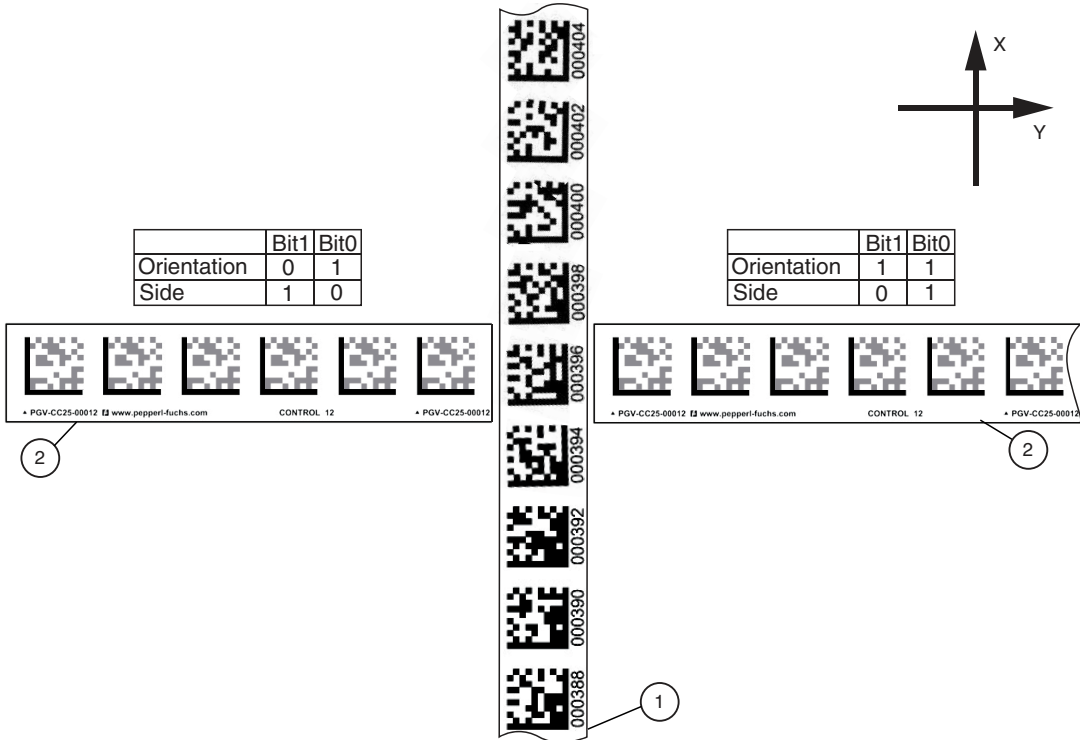 000404
X
000402
Y
000400
Bit1 Bit0
Orientation 0 1
Side 1 0
Bit1 Bit0
Orientation 1 1
Side 0 1
000398
000396
▲ PGV-CC25-00012 www.pepperl-fuchs.com CONTROL 12 ▲ PGV-CC25-00012
▲ PGV-CC25-00012 www.pepperl-fuchs.com CONTROL 12 ▲ PGV-CC25-00012
2
000394
2
000392
000390
000388
1